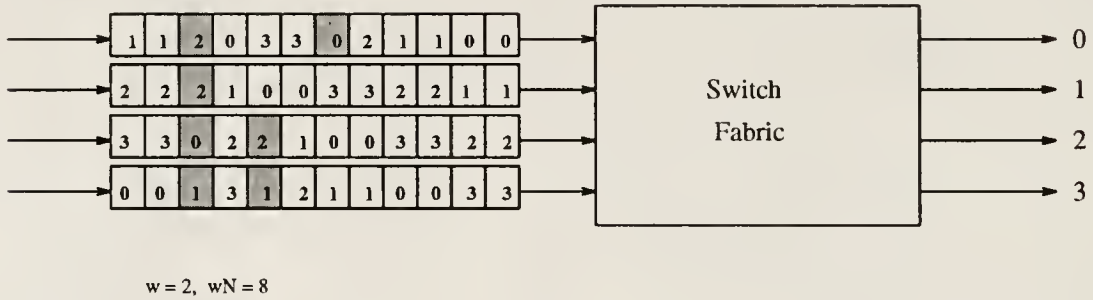 1 1 2 0 3 3 0 2 1 1 0 0
0
2 2 2 1 0 0 3 3 2 2 1 1
Switch
1
Fabric
3 3 0 2 2 1 0 0 3 3 2 2
2
0 0 1 3 1 2 1 1 0 0 3 3
3
w = 2, wN = 8